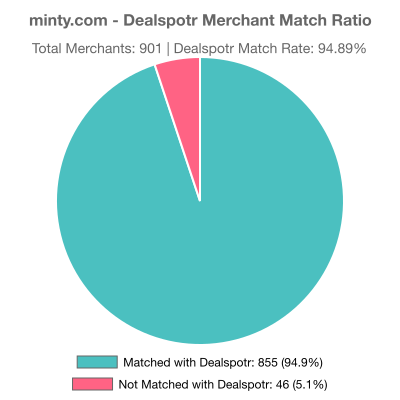 minty.com - Dealspotr Merchant Match Ratio
Total Merchants: 901 | Dealspotr Match Rate: 94.89%
Matched with Dealspotr: 855 (94.9%)
Not Matched with Dealspotr: 46 (5.1%)